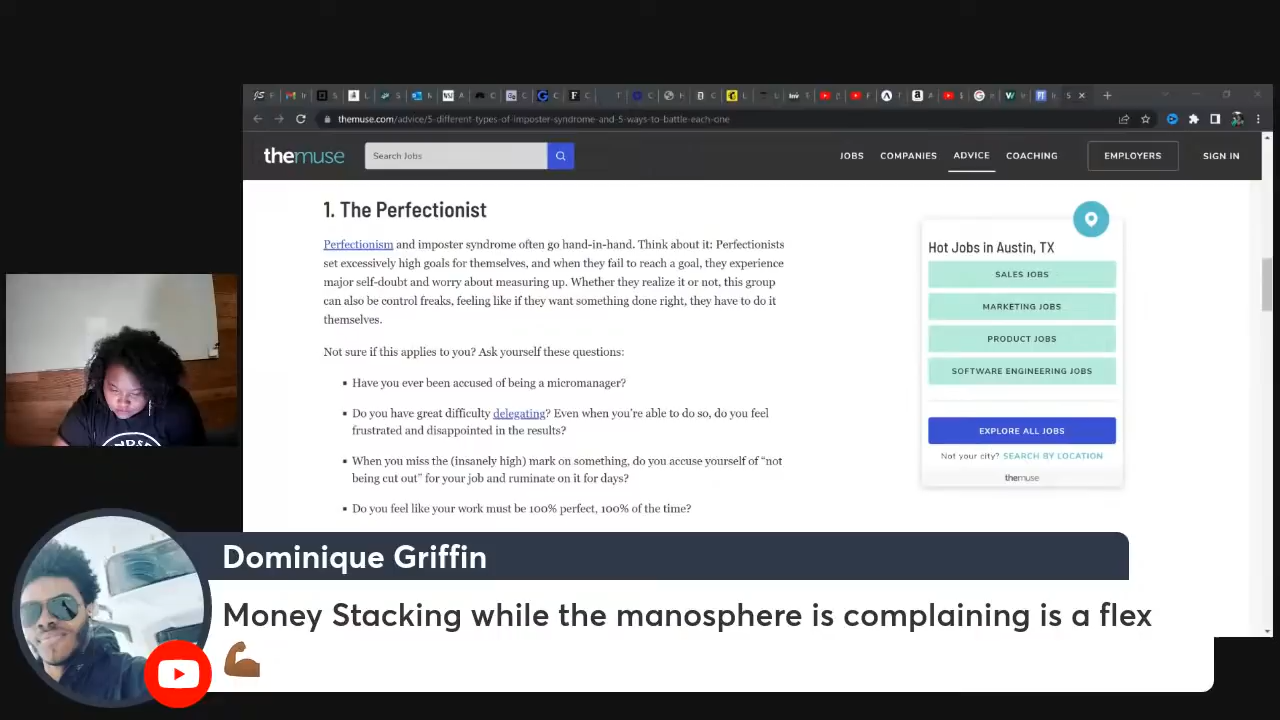 themuse.com/advice/5-different-types-of-imposter-syndrome-and-5-ways-to-battle-each-one
themuse
Search Jobs
JOBS COMPANIES ADVICE COACHING EMPLOYERS SIGN IN
1. The Perfectionist
Perfectionism and imposter syndrome often go hand-in-hand. Think about it: Perfectionists
set excessively high goals for themselves, and when they fail to reach a goal, they experience
major self-doubt and worry about measuring up. Whether they realize it or not, this group
can also be control freaks, feeling like if they want something done right, they have to do it
themselves.
Not sure if this applies to you? Ask yourself these questions:
▪ Have you ever been accused of being a micromanager?
▪ Do you have great difficulty delegating? Even when you're able to do so, do you feel
frustrated and disappointed in the results?
▪ When you miss the (insanely high) mark on something, do you accuse yourself of "not
being cut out" for your job and ruminate on it for days?
▪ Do you feel like your work must be 100% perfect, 100% of the time?
Hot Jobs in Austin, TX
SALES JOBS
MARKETING JOBS
PRODUCT JOBS
SOFTWARE ENGINEERING JOBS
EXPLORE ALL JOBS
Not your city? SEARCH BY LOCATION
themuse
Dominique Griffin
Money Stacking while the manosphere is complaining is a flex
💪🏾